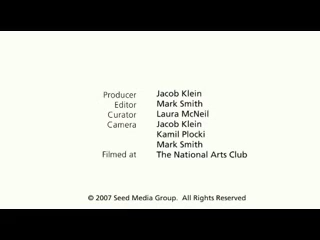 Producer Jacob Klein
Editor Mark Smith
Curator Laura McNeil
Camera Jacob Klein
Kamil Plocki
Mark Smith
Filmed at The National Arts Club
© 2007 Seed Media Group. All Rights Reserved